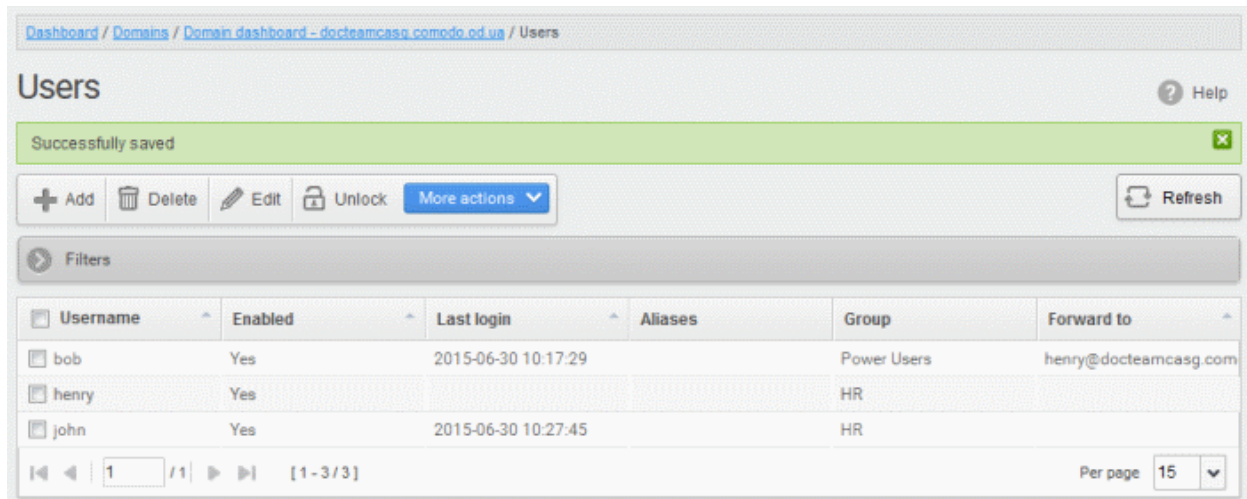 Dashboard / Domains / Domain dashboard - docteamcasg.comodo.od.ua / Users
Users
Help
Successfully saved
Add Delete Edit Unlock More actions Refresh
Filters
Username Enabled Last login Aliases Group Forward to
bob Yes 2015-06-30 10:17:29 Power Users henry@docteamcasg.com
henry Yes HR
john Yes 2015-06-30 10:27:45 HR
1 / 1 [ 1 - 3 / 3 ] Per page 15